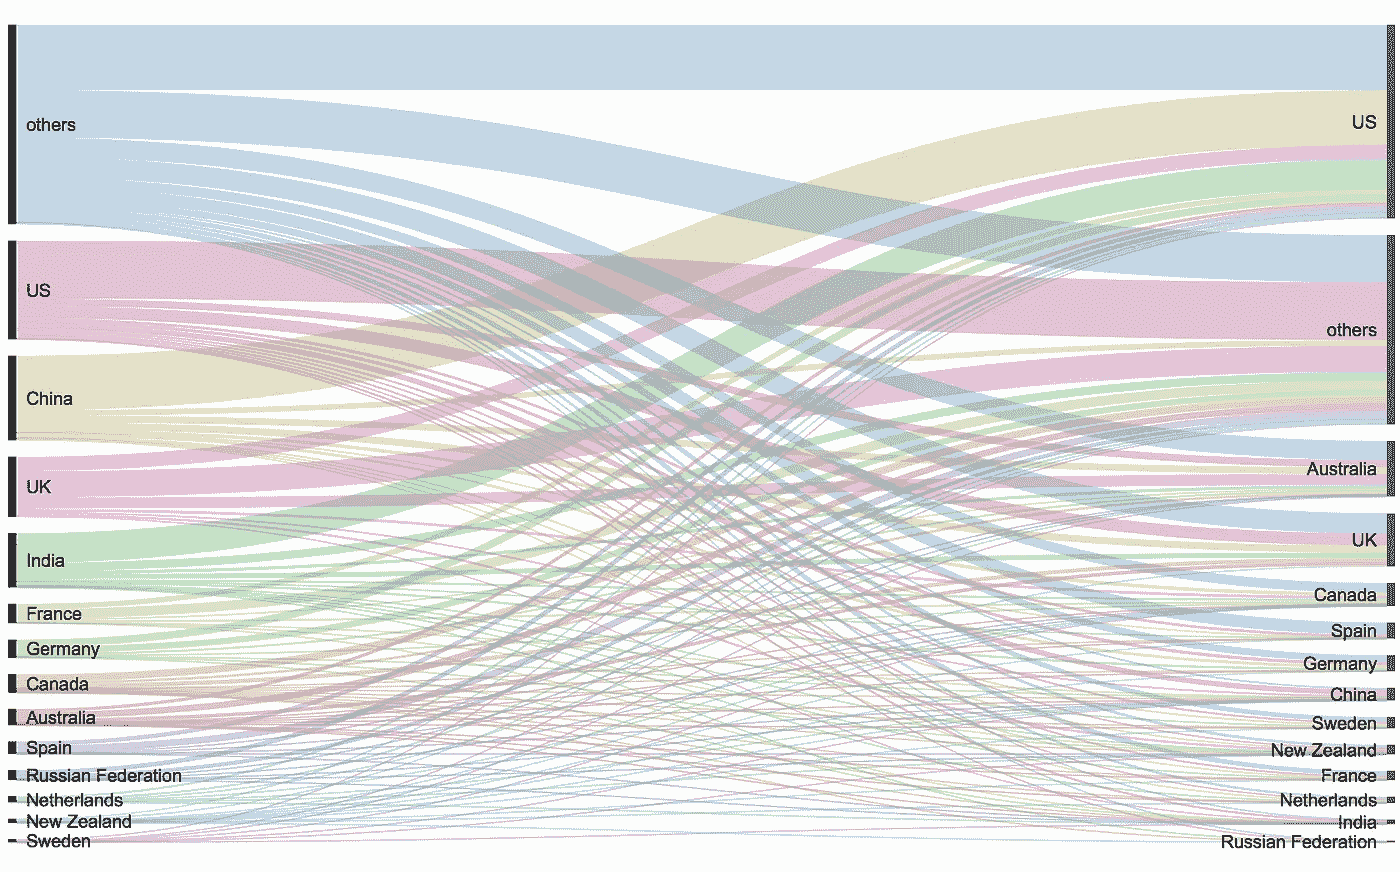 others
US
China
UK
India
France
Germany
Canada
Australia
Spain
Russian Federation
Netherlands
New Zealand
Sweden
US
others
Australia
UK
Canada
Spain
Germany
China
Sweden
New Zealand
France
Netherlands
India
Russian Federation